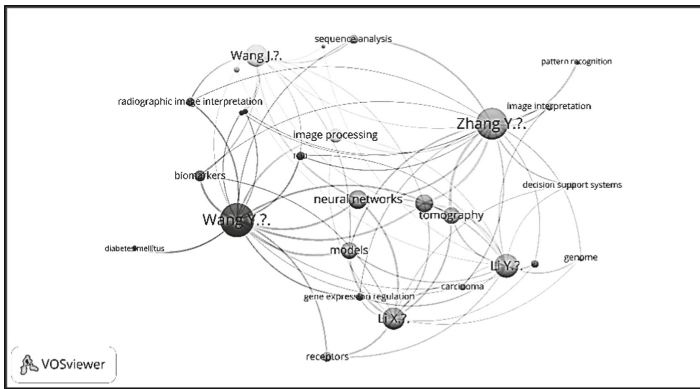 sequence analysis
Wang J.?.
pattern recognition
radiographic image interpretation
image interpretation
Zhang Y.?.
image processing
rna
biomarkers
decision support systems
neural networks
tomography
Wang Y.?.
diabetes mellitus
models
genome
Li Y.?.
carcinoma
gene expression regulation
Li X.?.
receptors
VOSviewer